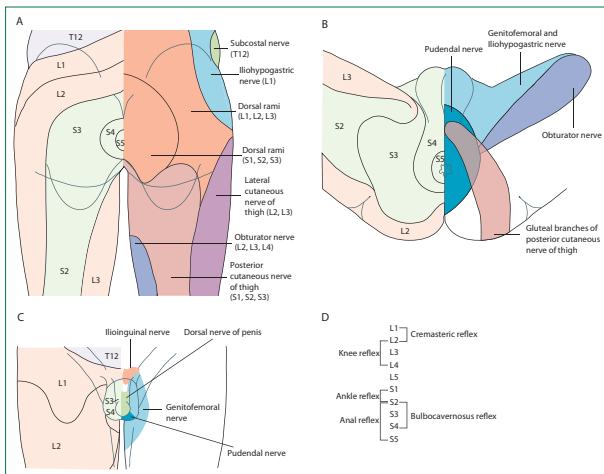 A
T12
L1
L2
S3
S4
S5
S2
L3
Subcostal nerve
(T12)
Iliohypogastric
nerve (L1)
Dorsal rami
(L1, L2, L3)
Dorsal rami
(S1, S2, S3)
Lateral
cutaneous
nerve of
thigh (L2, L3)
Obturator nerve
(L2, L3, L4)
Posterior
cutaneous nerve
of thigh
(S1, S2, S3)
B
Genitofemoral and
Iliohypogastric nerve
Pudendal nerve
L3
S2
S3
S4
S5
L2
Obturator nerve
Gluteal branches of
posterior cutaneous
nerve of thigh
C
Ilioinguinal nerve
Dorsal nerve of penis
T12
L1
S3
S4
L2
Genitofemoral
nerve
Pudendal nerve
D
L1
L2
Cremasteric reflex
Knee reflex
L3
L4
L5
Ankle reflex
S1
S2
Anal reflex
S3
Bulbocavernosus reflex
S4
S5